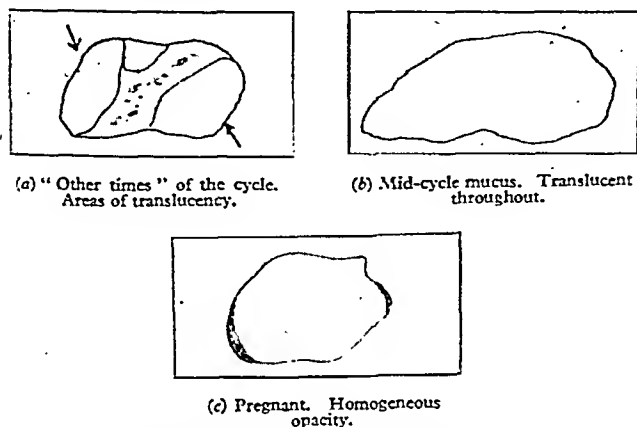 (a) “ Other times ” of the cycle.
Areas of translucency.
(b) Mid-cycle mucus. Translucent
throughout.
(c) Pregnant. Homogeneous
opacity.